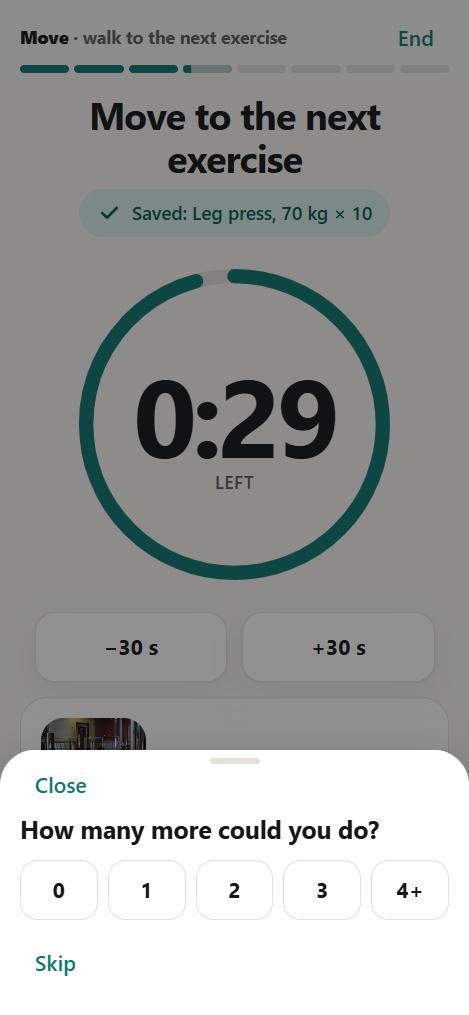 Move · walk to the next exercise
End
Move to the next
exercise
Saved: Leg press, 70 kg × 10
0:29
LEFT
−30 s
+30 s
Close
How many more could you do?
0
1
2
3
4+
Skip